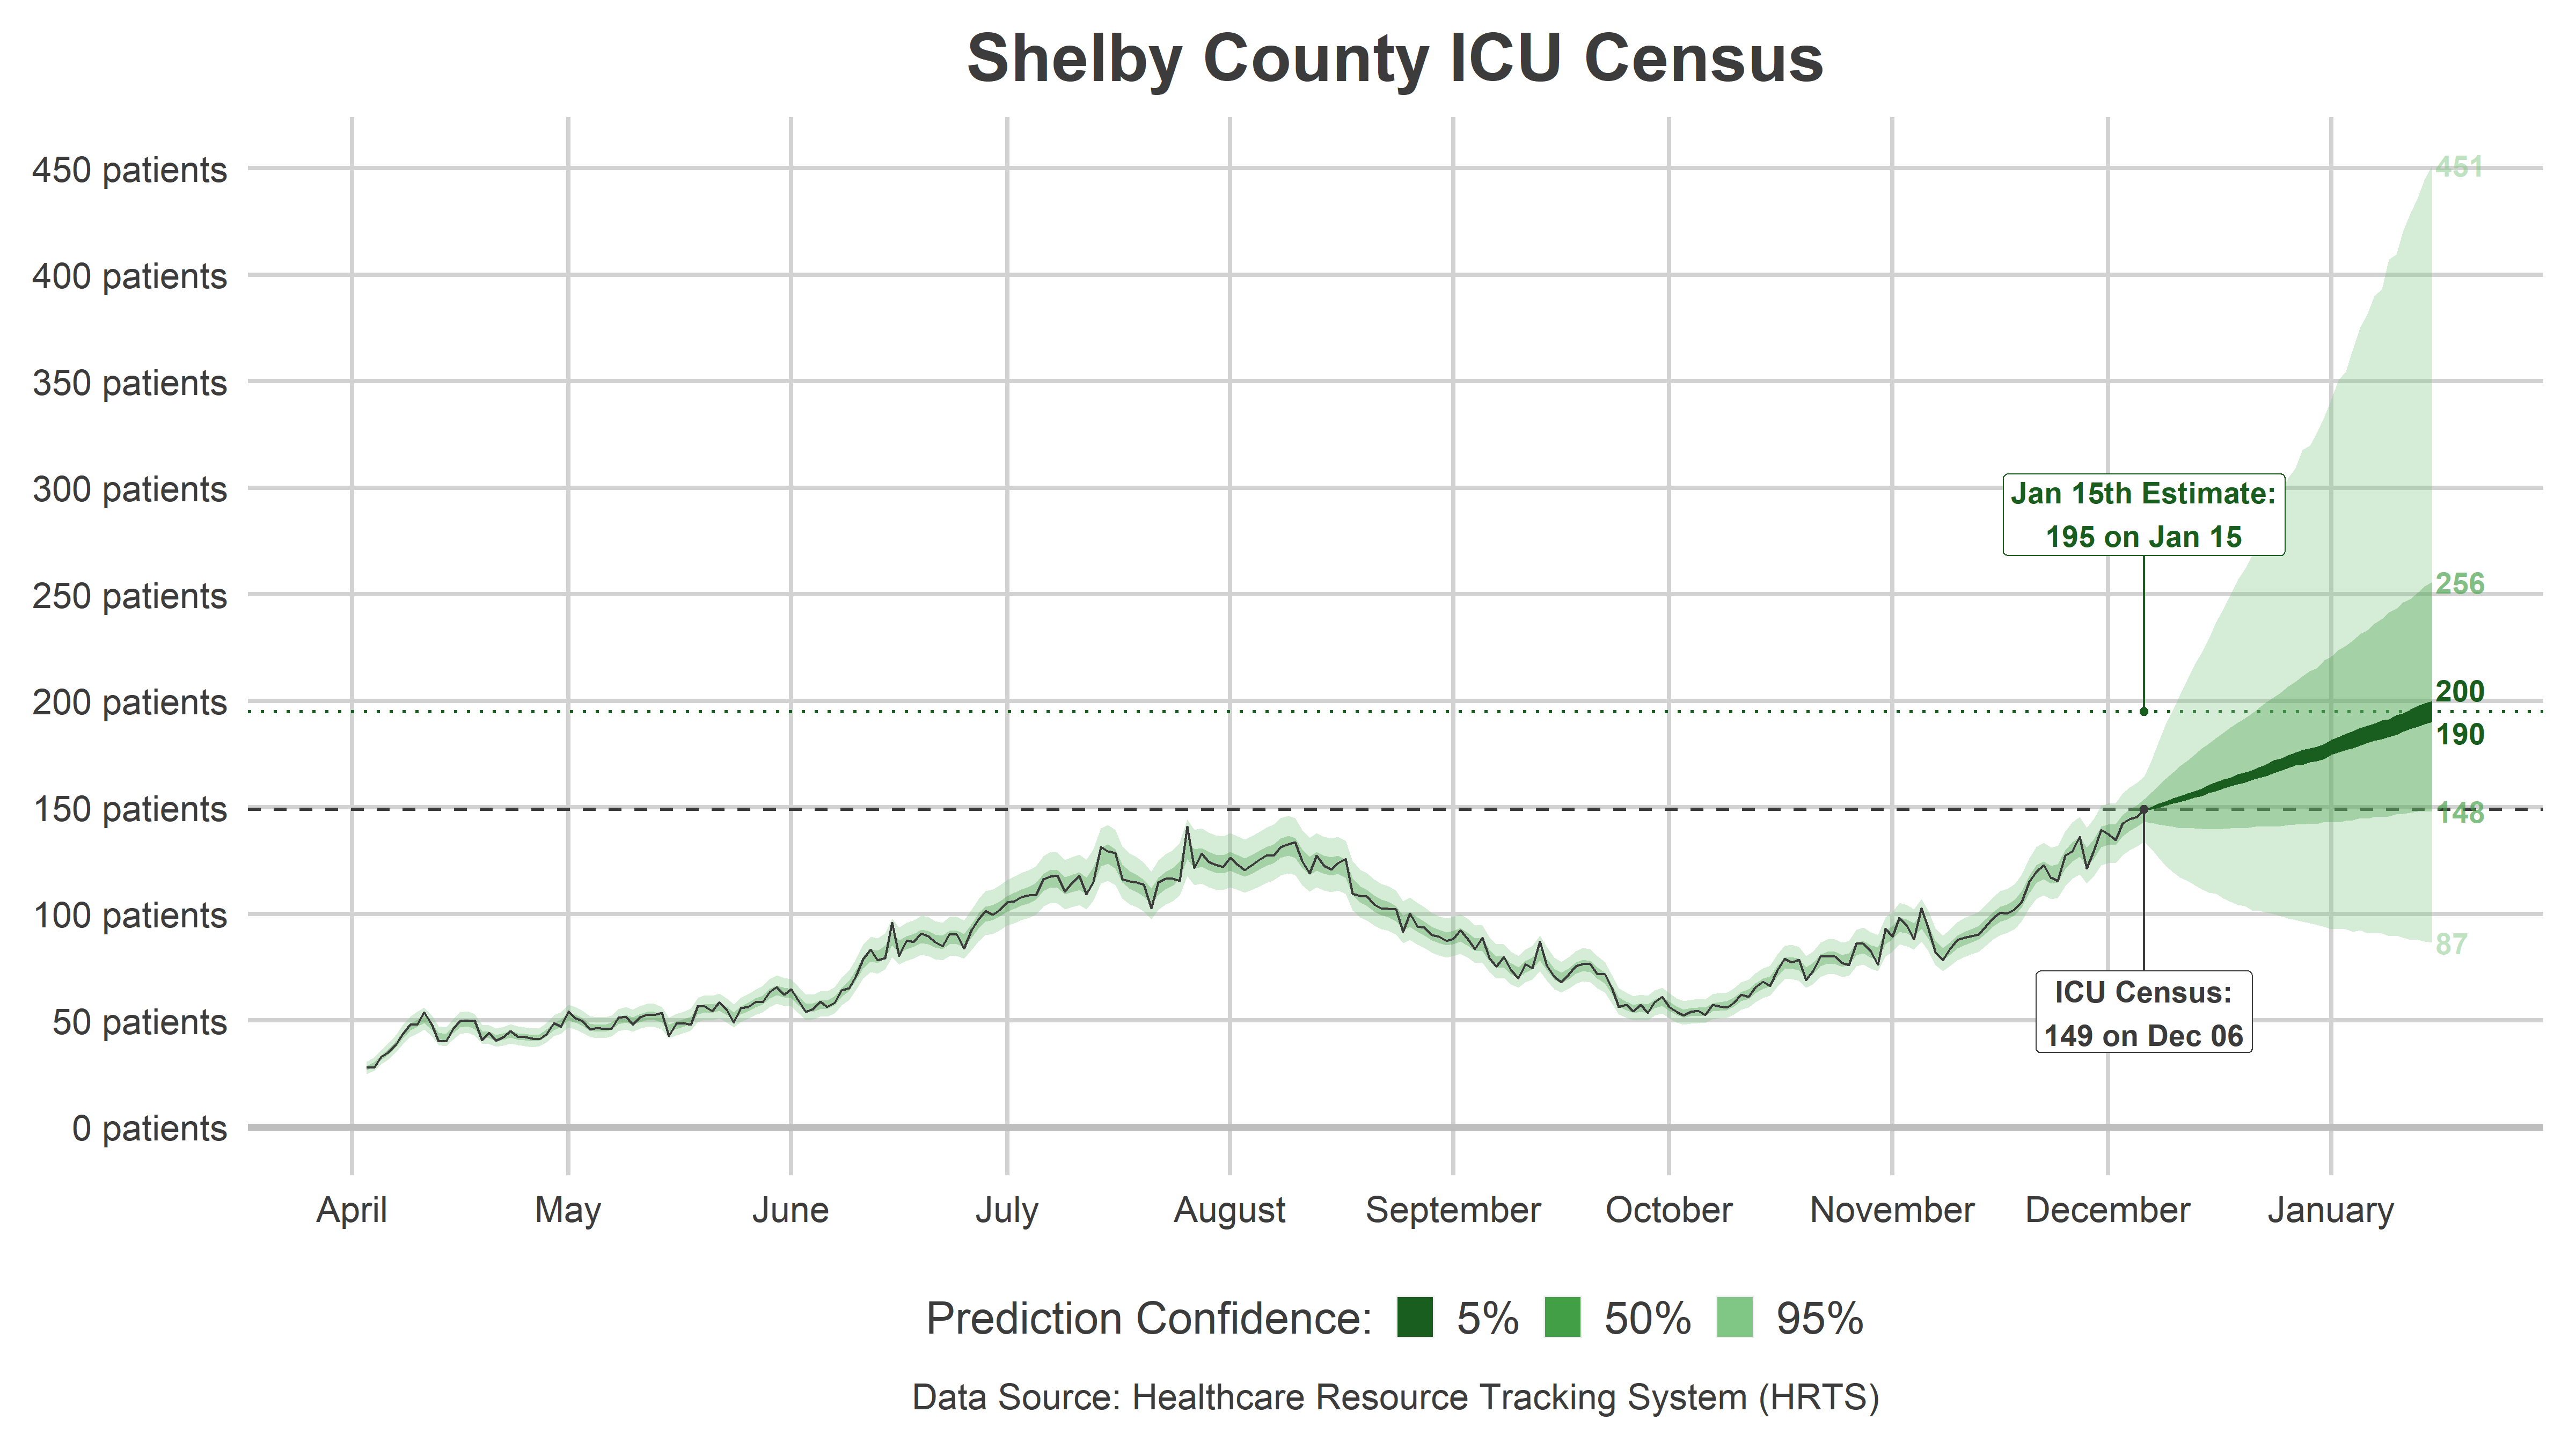 Shelby County ICU Census
450 patients
400 patients
350 patients
300 patients
250 patients
200 patients
150 patients
100 patients
50 patients
0 patients
451
Jan 15th Estimate:
195 on Jan 15
256
200
190
148
87
ICU Census:
149 on Dec 06
April May June July August September October November December January
Prediction Confidence: 5% 50% 95%
Data Source: Healthcare Resource Tracking System (HRTS)